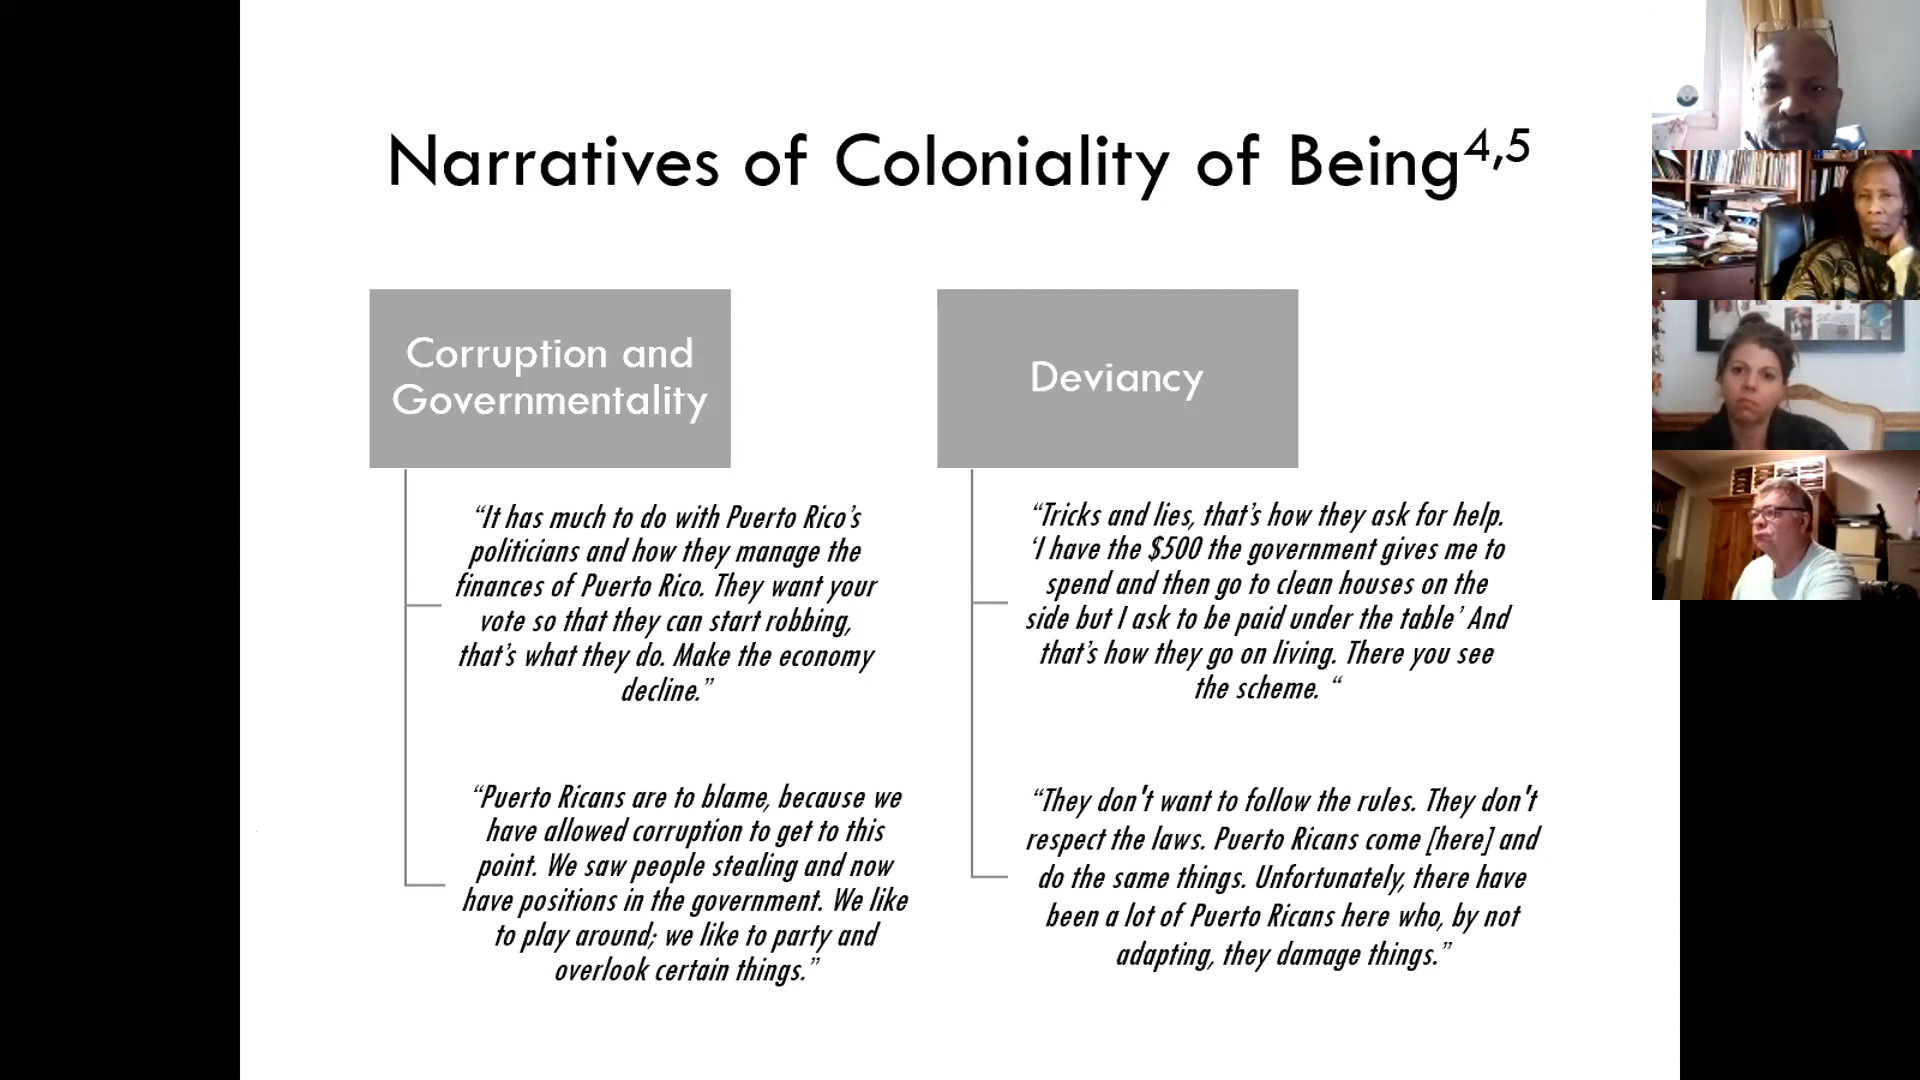 Narratives of Coloniality of Being4,5
Corruption and
Governmentality
“It has much to do with Puerto Rico’s
politicians and how they manage the
finances of Puerto Rico. They want your
vote so that they can start robbing,
that’s what they do. Make the economy
decline.”
“Puerto Ricans are to blame, because we
have allowed corruption to get to this
point. We saw people stealing and now
have positions in the government. We like
to play around; we like to party and
overlook certain things.”
Deviancy
“Tricks and lies, that’s how they ask for help.
‘I have the $500 the government gives me to
spend and then go to clean houses on the
side but I ask to be paid under the table’ And
that’s how they go on living. There you see
the scheme. “
“They don't want to follow the rules. They don't
respect the laws. Puerto Ricans come [here] and
do the same things. Unfortunately, there have
been a lot of Puerto Ricans here who, by not
adapting, they damage things.”